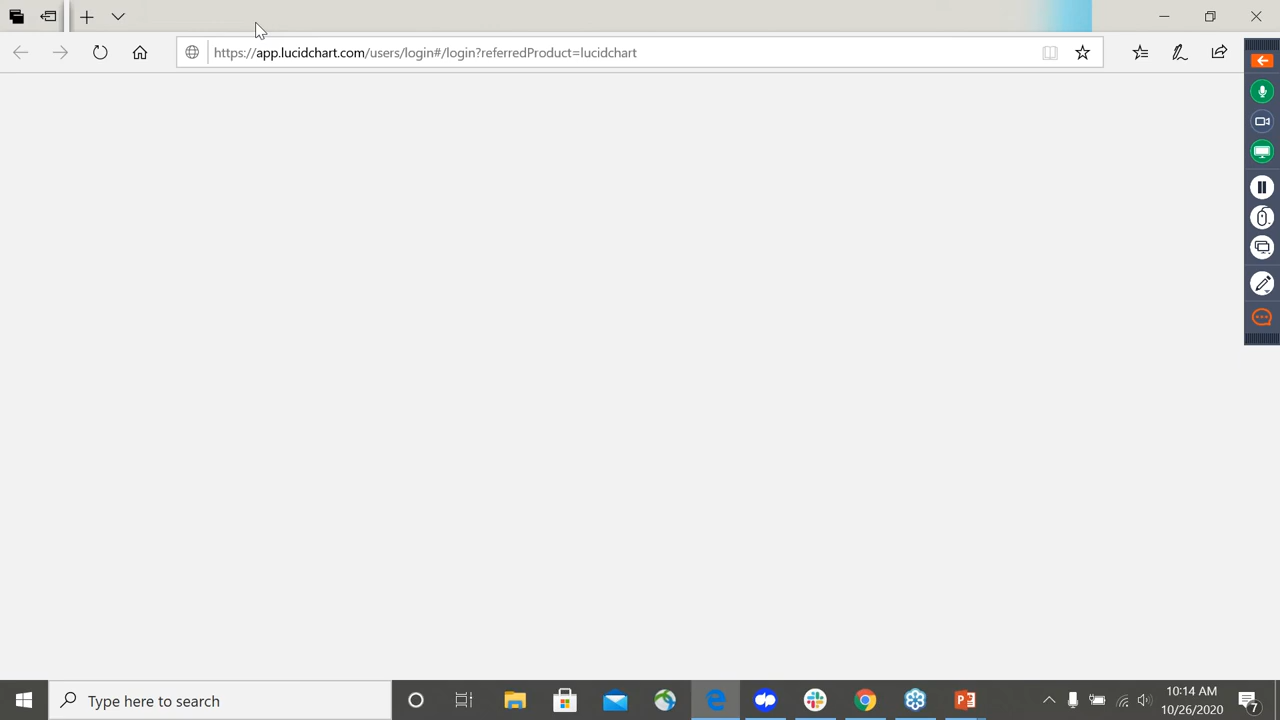 https://app.lucidchart.com/users/login#/login?referredProduct=lucidchart
Type here to search
10:14 AM
10/26/2020
7